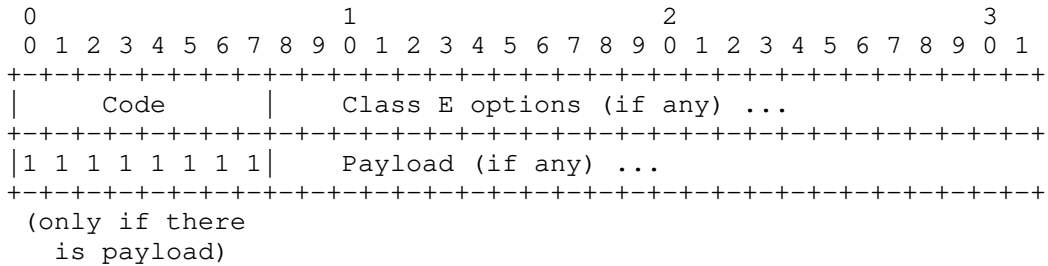 0                   1                   2                   3
 0 1 2 3 4 5 6 7 8 9 0 1 2 3 4 5 6 7 8 9 0 1 2 3 4 5 6 7 8 9 0 1
+-+-+-+-+-+-+-+-+-+-+-+-+-+-+-+-+-+-+-+-+-+-+-+-+-+-+-+-+-+-+-+-+
|     Code      |    Class E options (if any) ...
+-+-+-+-+-+-+-+-+-+-+-+-+-+-+-+-+-+-+-+-+-+-+-+-+-+-+-+-+-+-+-+-+
|1 1 1 1 1 1 1 1|    Payload (if any) ...
+-+-+-+-+-+-+-+-+-+-+-+-+-+-+-+-+-+-+-+-+-+-+-+-+-+-+-+-+-+-+-+-+
 (only if there
   is payload)